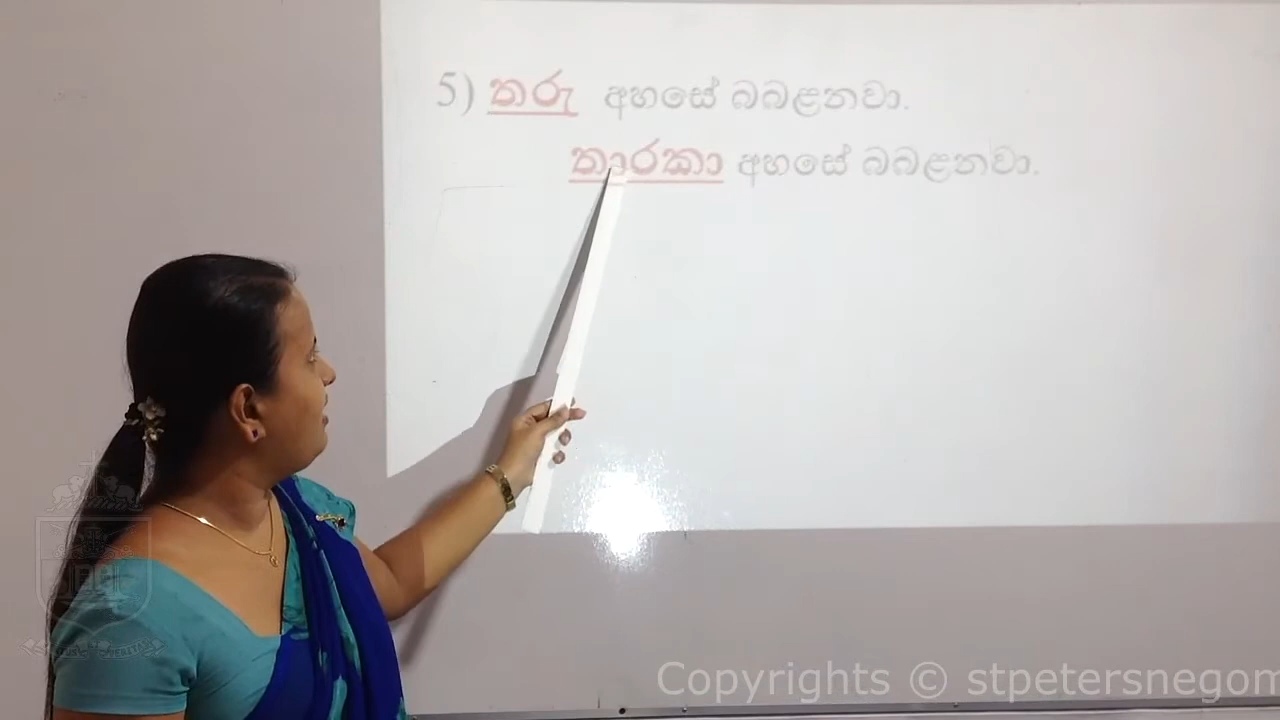 5) තරු අහසේ බබළනවා.
තාරකා අහසේ බබළනවා.
Copyrights © stpetersnegom